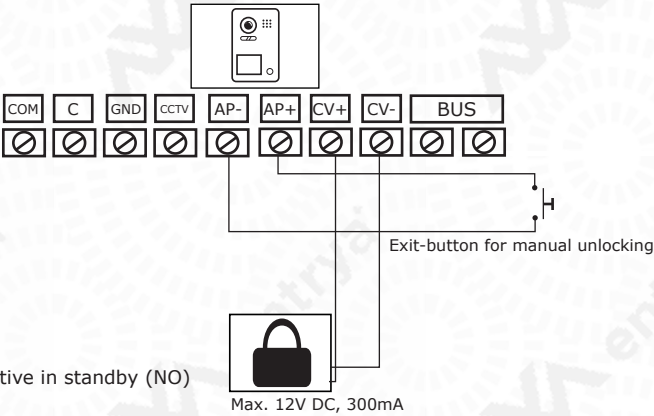 COM C GND CCTV AP- AP+ CV+ CV- BUS
Exit-button for manual unlocking
tive in standby (NO)
Max. 12V DC, 300mA
entrya